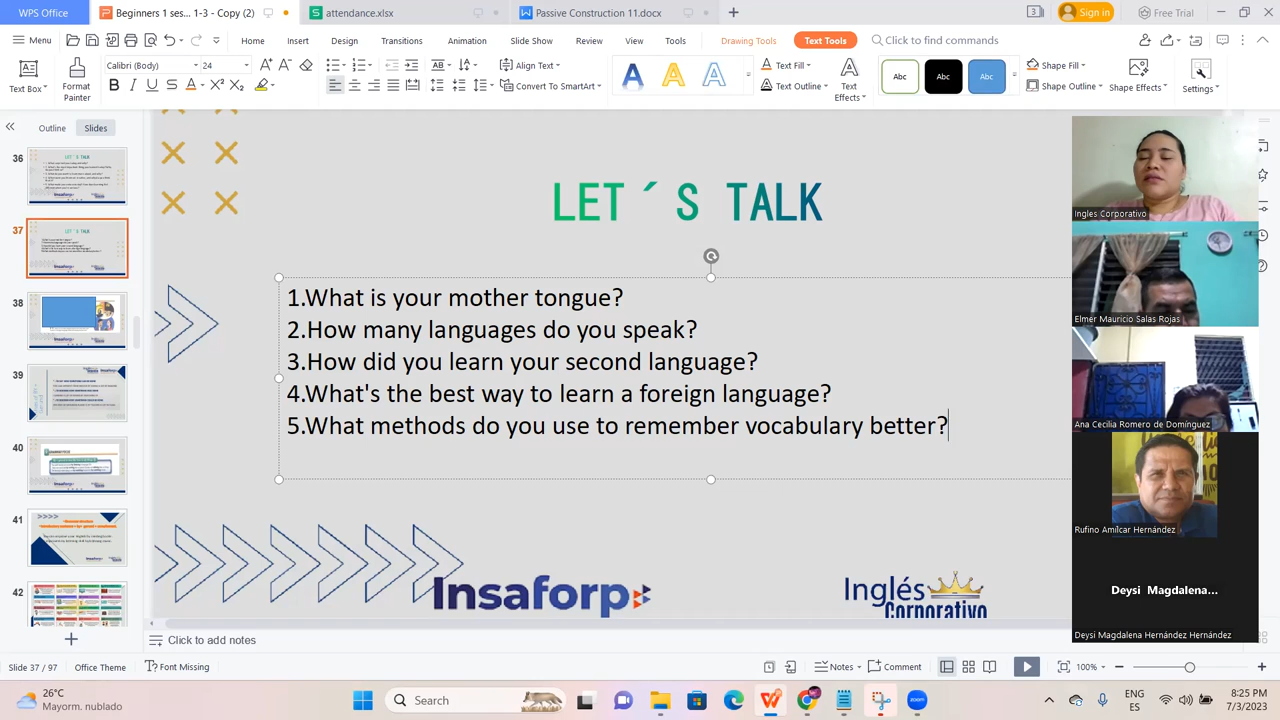 WPS Office
Beginners 1 ses... 1-3 - Copy (2)
attendance.xlsx
Passive Construction 11.docx
Sign in
Free Trial
Menu
Home
Insert
Design
Transitions
Animation
Slide Show
Review
View
Tools
Drawing Tools
Text Tools
Click to find commands
Text Box
Format Painter
Calibri (Body)
24
Align Text
Convert To SmartArt
Text Fill
Text Outline
Text Effects
Abc
Abc
Abc
Shape Fill
Shape Outline
Shape Effects
Settings
Outline
Slides
36
37
38
39
40
41
42
LET´S TALK
1.What is your mother tongue?
2.How many languages do you speak?
3.How did you learn your second language?
4.What's the best way to learn a foreign language?
5.What methods do you use to remember vocabulary better?
Insaforp
Inglés
Corporativo
Ingles Corporativo
Elmer Mauricio Salas Rojas
Ana Cecilia Romero de Domínguez
Rufino Amílcar Hernández
Deysi Magdalena...
Deysi Magdalena Hernández Hernández
Click to add notes
Slide 37 / 97
Office Theme
Font Missing
Notes
Comment
100%
26°C
Mayorm. nublado
Search
ENG
ES
8:25 PM
7/3/2023